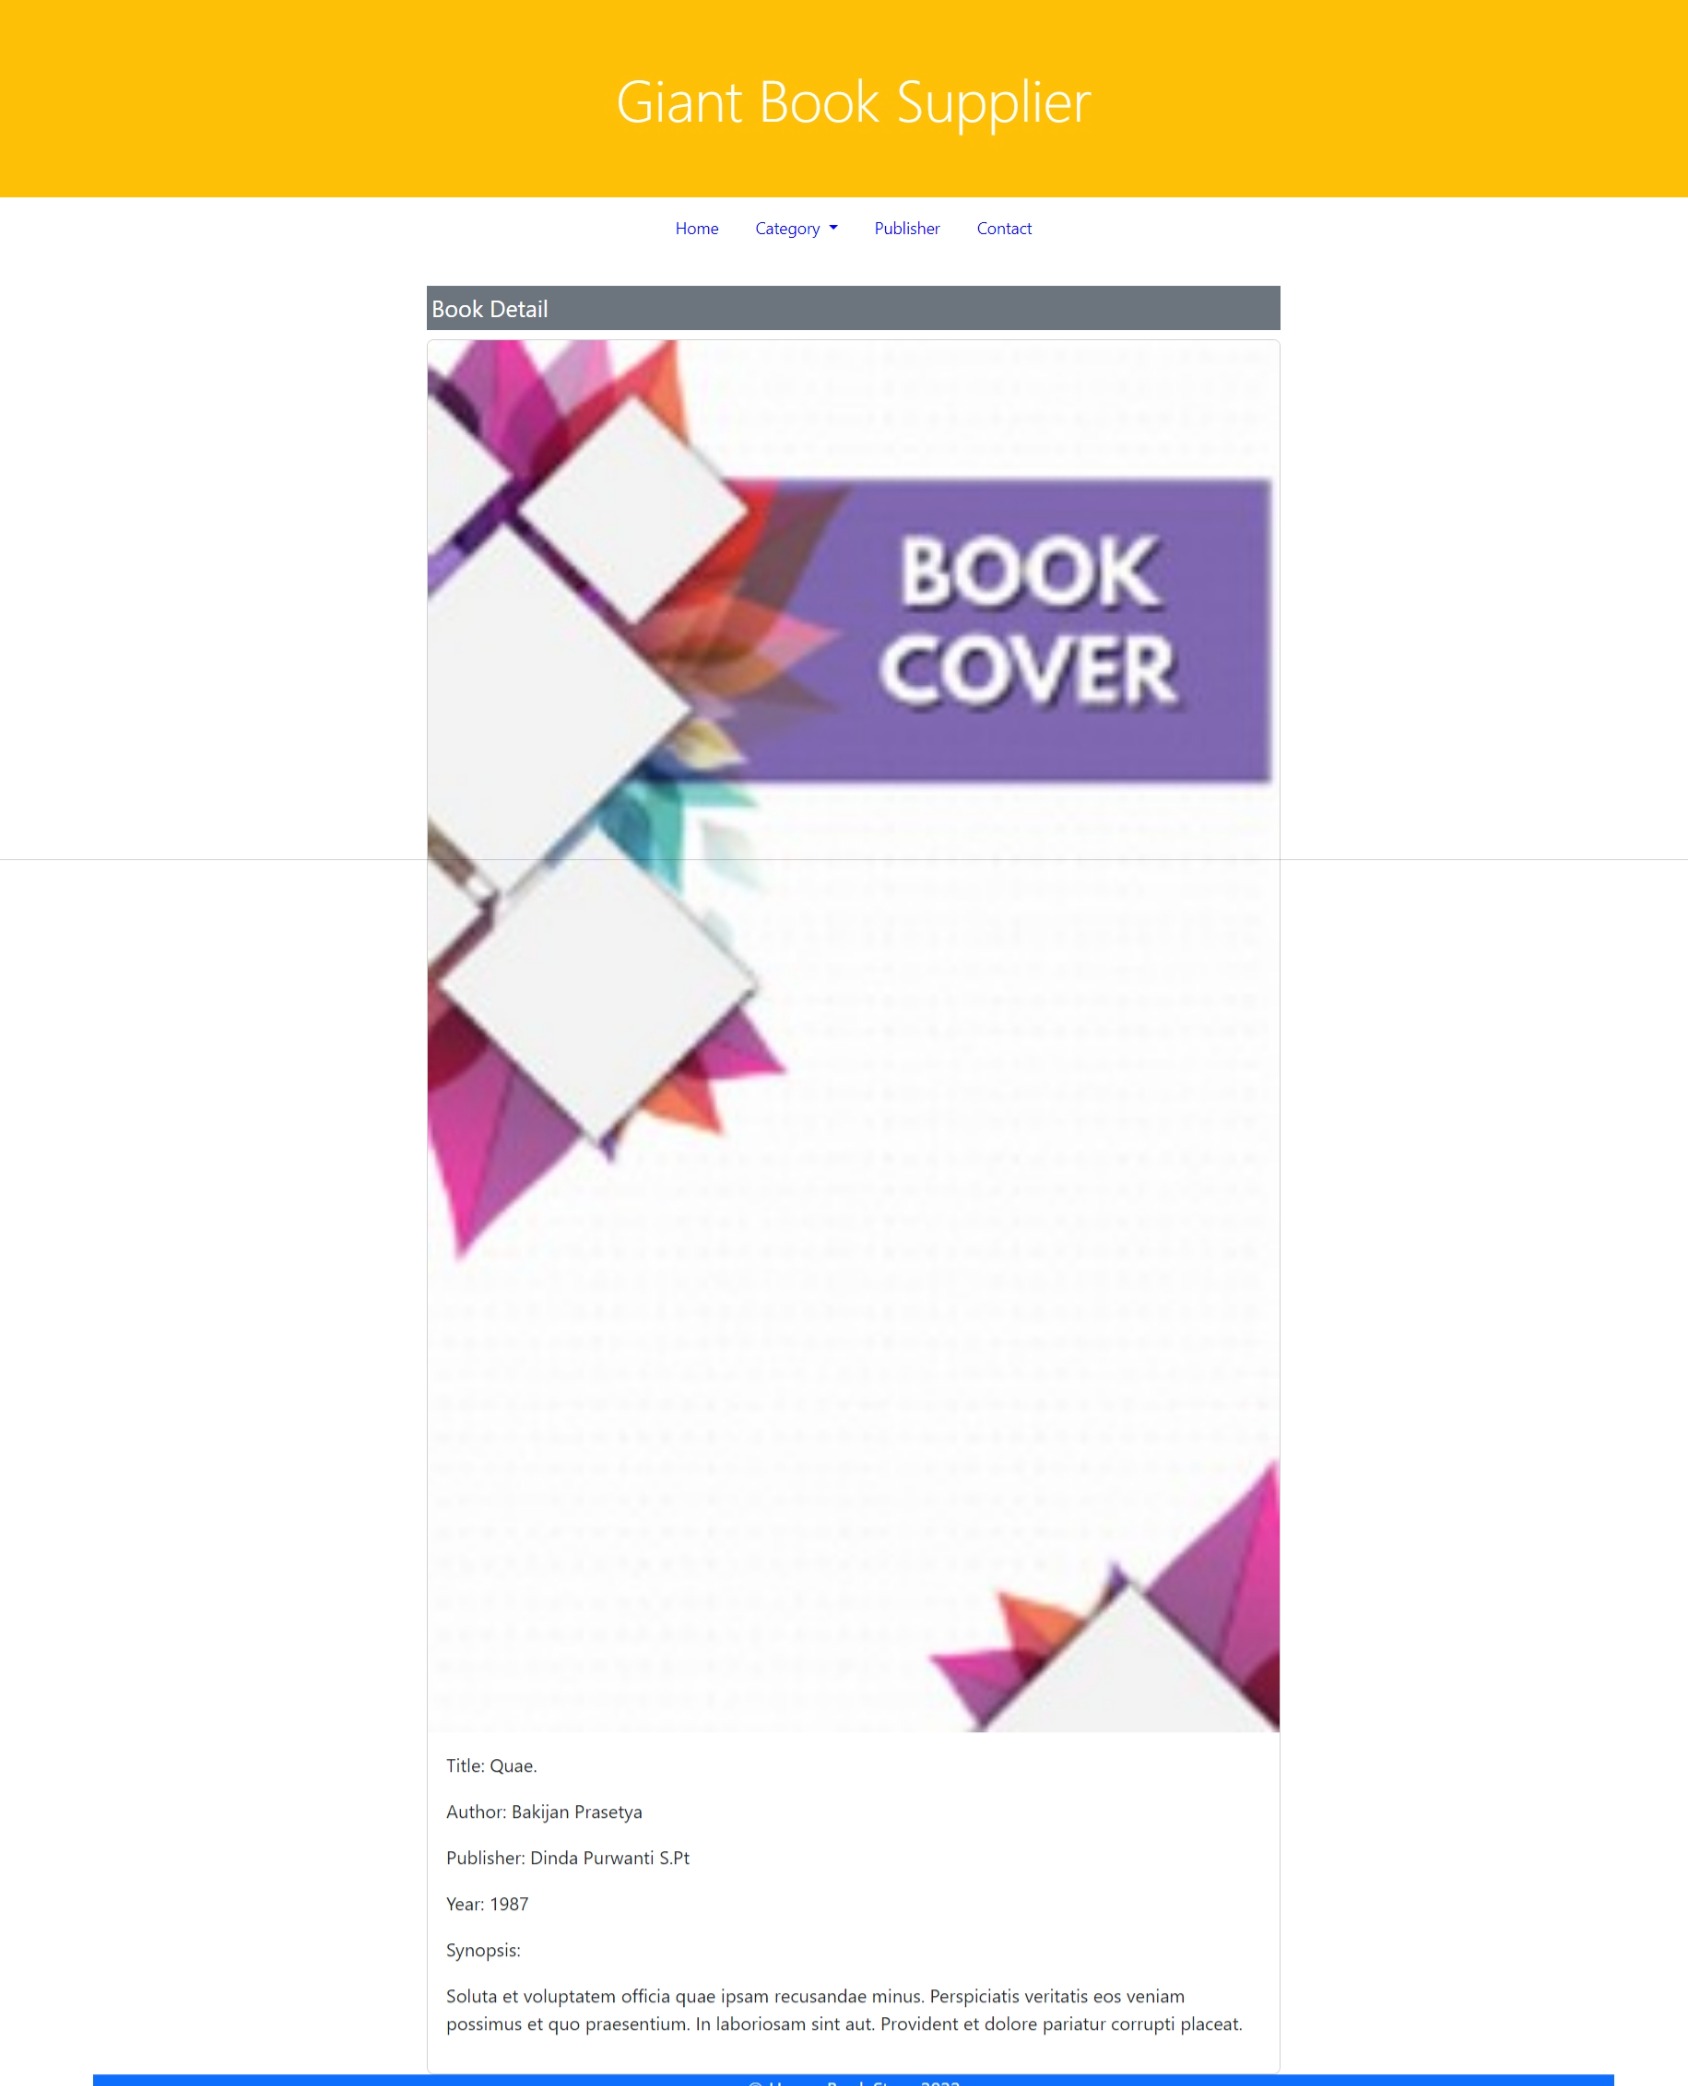 Giant Book Supplier
Home Category Publisher Contact
Book Detail
BOOK
COVER
Title: Quae.
Author: Bakijan Prasetya
Publisher: Dinda Purwanti S.Pt
Year: 1987
Synopsis:
Soluta et voluptatem officia quae ipsam recusandae minus. Perspiciatis veritatis eos veniam
possimus et quo praesentium. In laboriosam sint aut. Provident et dolore pariatur corrupti placeat.